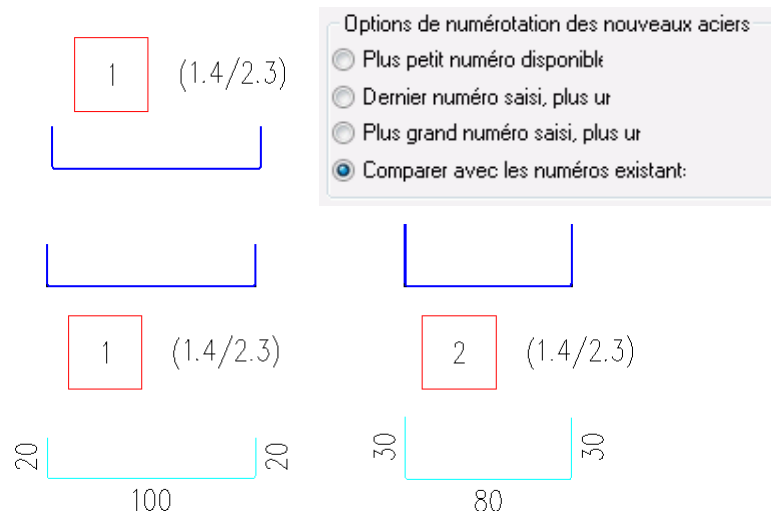 Options de numérotation des nouveaux aciers
Plus petit numéro disponible
Dernier numéro saisi, plus un
Plus grand numéro saisi, plus un
Comparer avec les numéros existant:
1 (1.4/2.3)
1 (1.4/2.3)
2 (1.4/2.3)
20
20
100
30
30
80